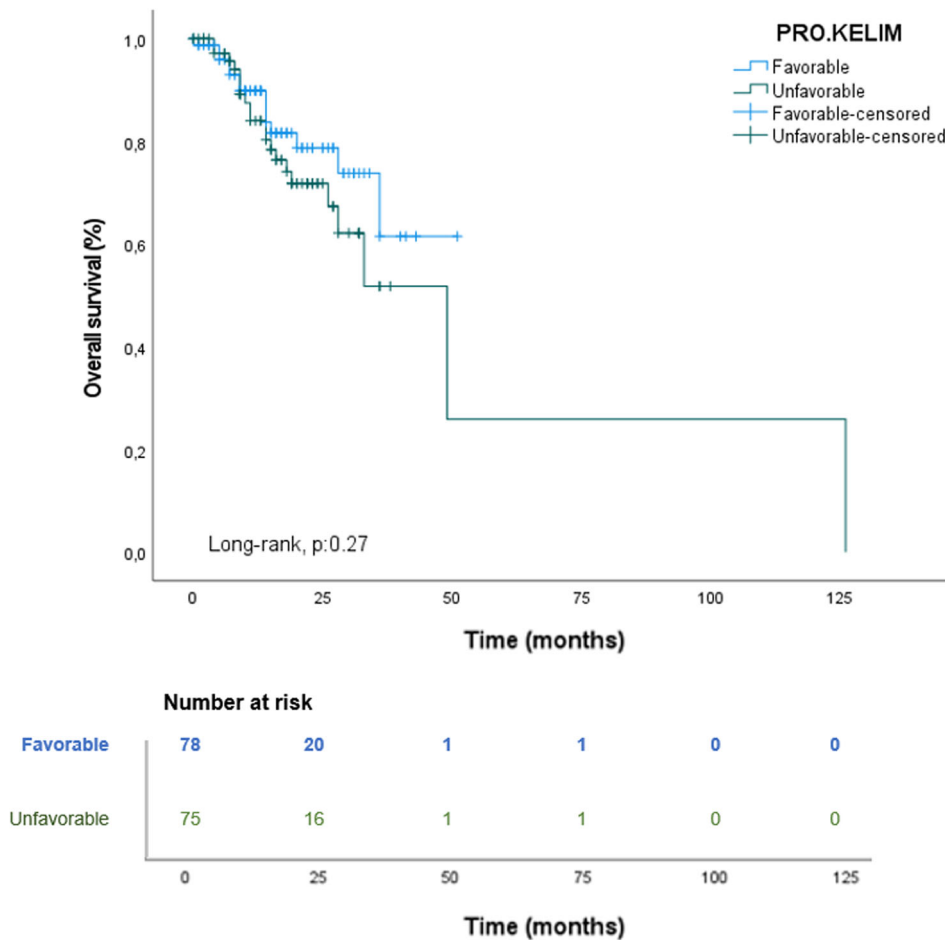 PRO.KELIM
Favorable
Unfavorable
Favorable-censored
Unfavorable-censored
Overall survival (%)
1,0
0,8
0,6
0,4
0,2
0,0
Long-rank, p:0.27
0 25 50 75 100 125
Time (months)
Number at risk
Favorable 78 20 1 1 0 0
Unfavorable 75 16 1 1 0 0
0 25 50 75 100 125
Time (months)